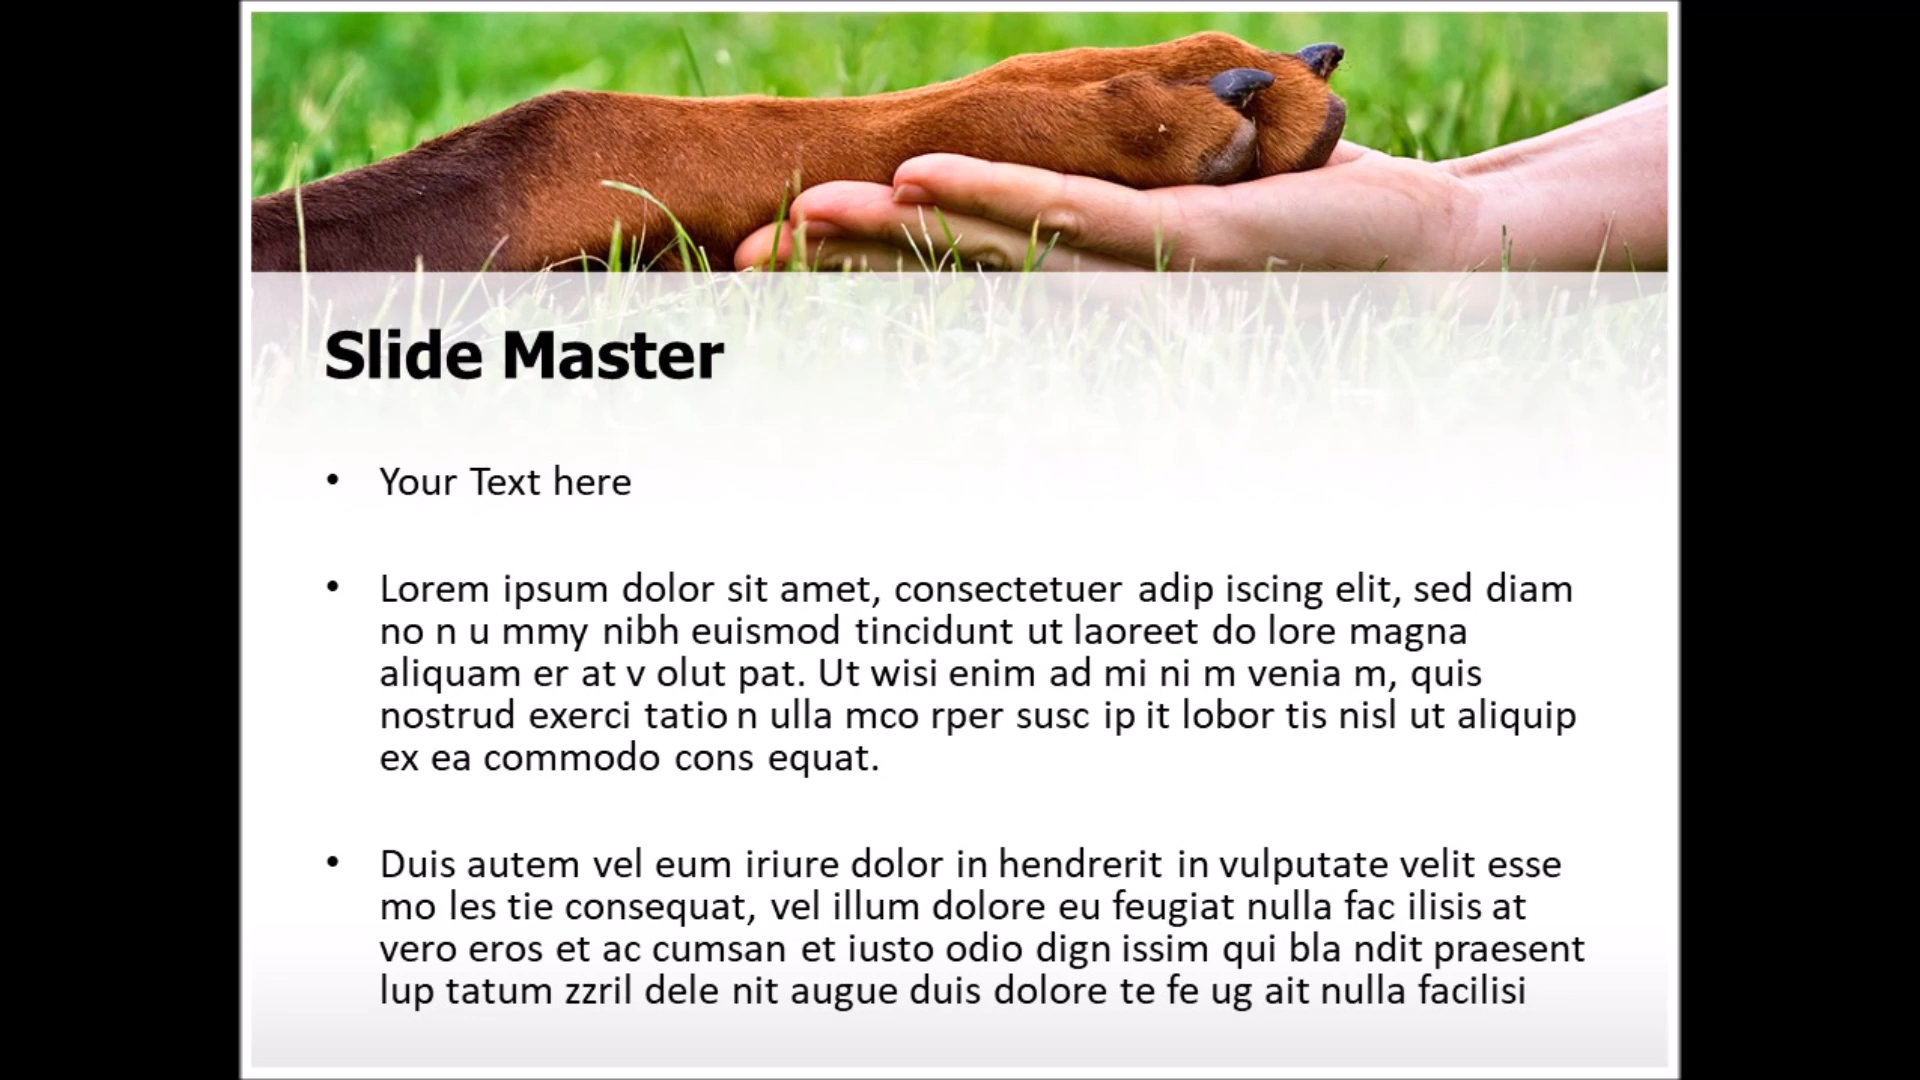 Slide Master
• Your Text here
• Lorem ipsum dolor sit amet, consectetuer adip iscing elit, sed diam
no n u mmy nibh euismod tincidunt ut laoreet do lore magna
aliquam er at v olut pat. Ut wisi enim ad mi ni m venia m, quis
nostrud exerci tatio n ulla mco rper susc ip it lobor tis nisl ut aliquip
ex ea commodo cons equat.
• Duis autem vel eum iriure dolor in hendrerit in vulputate velit esse
mo les tie consequat, vel illum dolore eu feugiat nulla fac ilisis at
vero eros et ac cumsan et iusto odio dign issim qui bla ndit praesent
lup tatum zzril dele nit augue duis dolore te fe ug ait nulla facilisi